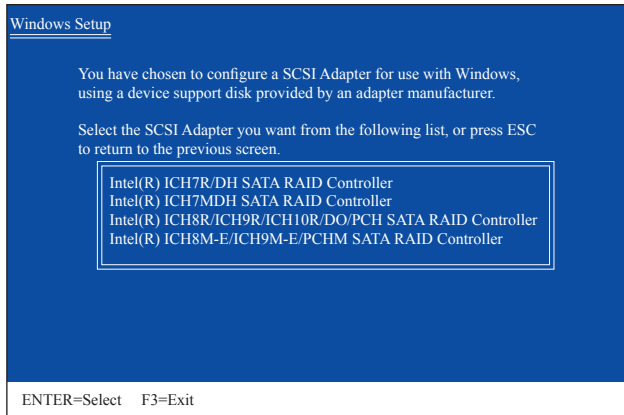 Windows Setup
You have chosen to configure a SCSI Adapter for use with Windows,
using a device support disk provided by an adapter manufacturer.
Select the SCSI Adapter you want from the following list, or press ESC
to return to the previous screen.
Intel(R) ICH7R/DH SATA RAID Controller
Intel(R) ICH7MDH SATA RAID Controller
Intel(R) ICH8R/ICH9R/ICH10R/DO/PCH SATA RAID Controller
Intel(R) ICH8M-E/ICH9M-E/PCHM SATA RAID Controller
ENTER=Select F3=Exit